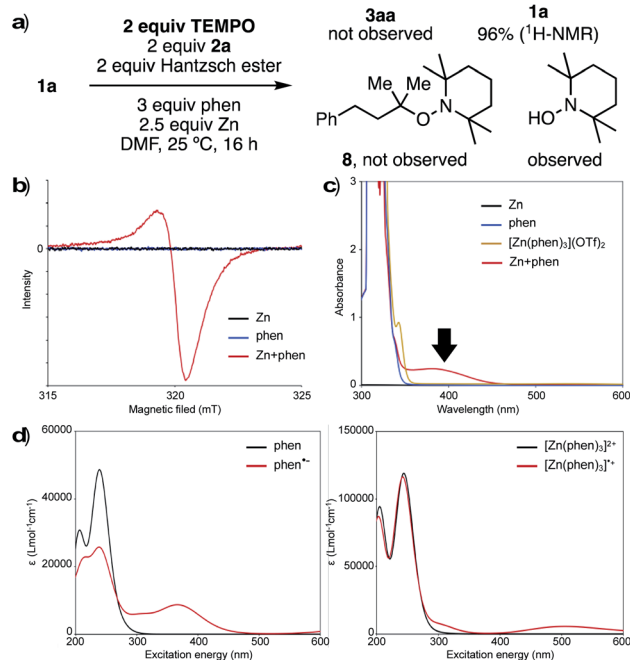 a)
2 equiv TEMPO
2 equiv 2a
2 equiv Hantzsch ester
1a
3 equiv phen
2.5 equiv Zn
DMF, 25 ºC, 16 h
3aa
not observed
1a
96% (¹H-NMR)
Me Me
Ph
O
N
8, not observed
HO
N
observed
b)
0
Intensity
Zn
phen
Zn+phen
315 320 325
Magnetic filed (mT)
c)
3
2
1
0
Absorbance
Zn
phen
[Zn(phen)₃](OTf)₂
Zn+phen
300 400 500 600
Wavelength (nm)
d)
60000
40000
20000
0
ε (Lmol⁻¹cm⁻¹)
phen
phen•⁻
200 300 400 500 600
Excitation energy (nm)
150000
100000
50000
0
ε (Lmol⁻¹cm⁻¹)
[Zn(phen)₃]²⁺
[Zn(phen)₃]•⁺
200 300 400 500 600
Excitation energy (nm)